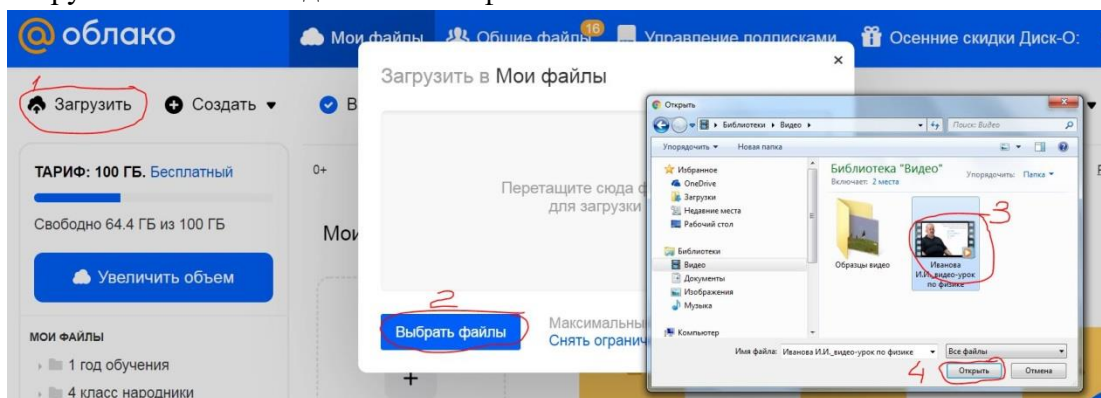 @ облако
Мои файлы
Общие файлы
16
Управление подписками
Осенние скидки Диск-О:
1
Загрузить
Создать
В
ТАРИФ: 100 ГБ. Бесплатный
Свободно 64.4 ГБ из 100 ГБ
Увеличить объем
МОИ ФАЙЛЫ
1 год обучения
4 класс народники
0+
Мои
Загрузить в Мои файлы
×
Перетащите сюда ф
для загрузки
2
Выбрать файлы
Максимальны
Снять огранич
+
Открыть
Библиотеки
Видео
Поиск: Видео
Упорядочить
Новая папка
Избранное
OneDrive
Загрузки
Недавние места
Рабочий стол
Библиотеки
Видео
Документы
Изображения
Музыка
Компьютер
Библиотека "Видео"
Включает: 2 места
Упорядочить: Папка
3
Образцы видео
Иванова
И.И._видео-урок
по физике
Имя файла: Иванова И.И._видео-урок по физике
Все файлы
4
Открыть
Отмена